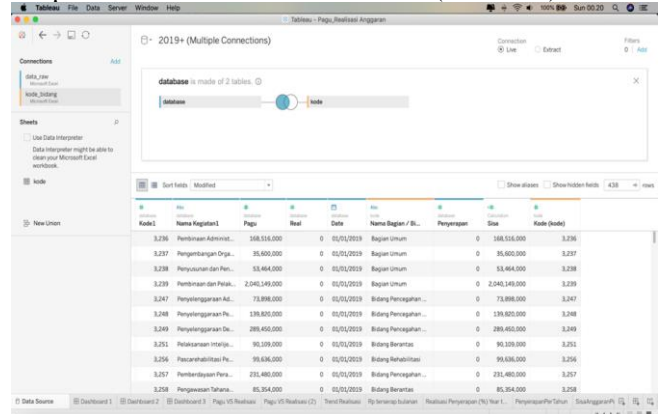 Tableau File Data Server Window Help
100% Sun 00.20
Tableau - Pagu_Realisasi Anggaran
2019+ (Multiple Connections)
Connection
Live Extract
Filters
0 Add
Connections Add
data_raw
Microsoft Excel
kode_bidang
Microsoft Excel
database is made of 2 tables.
database kode
Sheets
Use Data Interpreter
Data Interpreter might be able to
clean your Microsoft Excel
workbook.
kode
New Union
Sort fields Modified
Show aliases Show hidden fields 438 rows
Abc Abc
database database database database database kode database Calculation kode
Kode1 Nama Kegiatan1 Pagu Real Date Nama Bagian / Bi... Penyerapan Sisa Kode (kode)
3,236 Pembinaan Administ... 168,516,000 0 01/01/2019 Bagian Umum 0 168,516,000 3,236
3,237 Pengembangan Orga... 35,600,000 0 01/01/2019 Bagian Umum 0 35,600,000 3,237
3,238 Penyusunan dan Pen... 53,464,000 0 01/01/2019 Bagian Umum 0 53,464,000 3,238
3,239 Pembinaan dan Pelak... 2,040,149,000 0 01/01/2019 Bagian Umum 0 2,040,149,000 3,239
3,247 Penyelenggaraan Ad... 73,898,000 0 01/01/2019 Bidang Pencegahan ... 0 73,898,000 3,247
3,248 Penyelenggaraan Pe... 139,820,000 0 01/01/2019 Bidang Pencegahan ... 0 139,820,000 3,248
3,249 Penyelenggaraan De... 289,450,000 0 01/01/2019 Bidang Pencegahan ... 0 289,450,000 3,249
3,251 Pelaksanaan Intelije... 90,109,000 0 01/01/2019 Bidang Berantas 0 90,109,000 3,251
3,256 Pascarehabilitasi Pe... 99,636,000 0 01/01/2019 Bidang Rehabilitasi 0 99,636,000 3,256
3,257 Pemberdayaan Pera... 231,480,000 0 01/01/2019 Bidang Pencegahan ... 0 231,480,000 3,257
3,258 Pengawasan Tahana... 85,354,000 0 01/01/2019 Bidang Berantas 0 85,354,000 3,258
Data Source Dashboard 1 Dashboard 2 Dashboard 3 Pagu VS Realisasi Pagu VS Realisasi (2) Trend Realisasi Rp terserap bulanan Realisasi Penyerapan (%) Year t... PenyerapanPerTahun